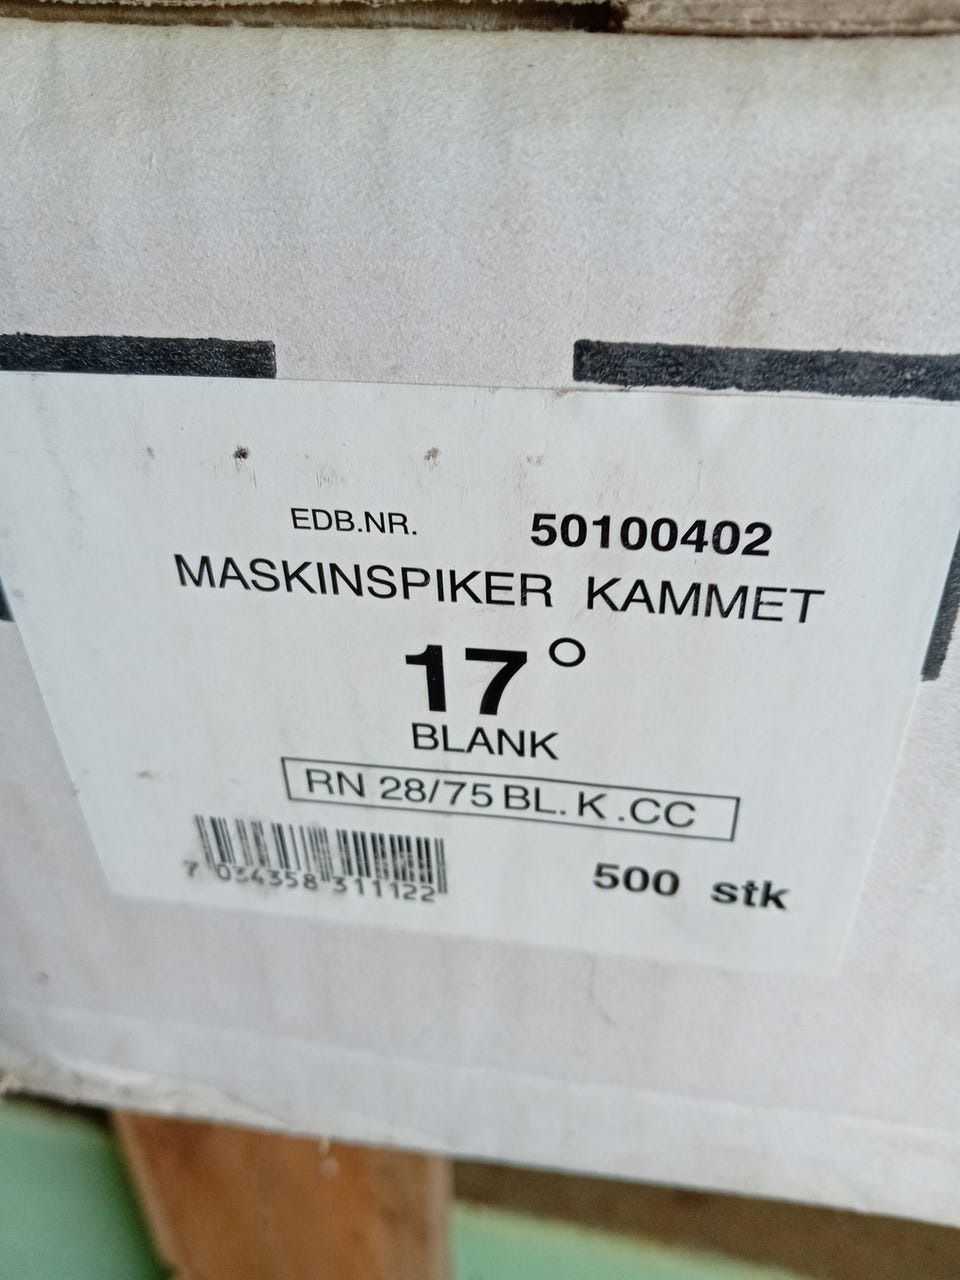 EDB.NR. 50100402
MASKINSPIKER KAMMET
17°
BLANK
RN 28/75 BL. K .CC
7 034358 311122
500 stk